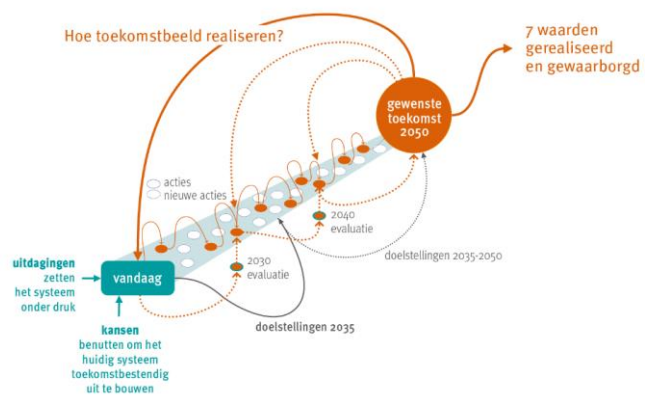 Hoe toekomstbeeld realiseren?
7 waarden
gerealiseerd
en gewaarborgd
gewenste
toekomst
2050
acties
nieuwe acties
2040
evaluatie
doelstellingen 2035-2050
2030
evaluatie
uitdagingen
zetten
het systeem
onder druk
vandaag
doelstellingen 2035
kansen
benutten om het
huidig systeem
toekomstbestendig
uit te bouwen